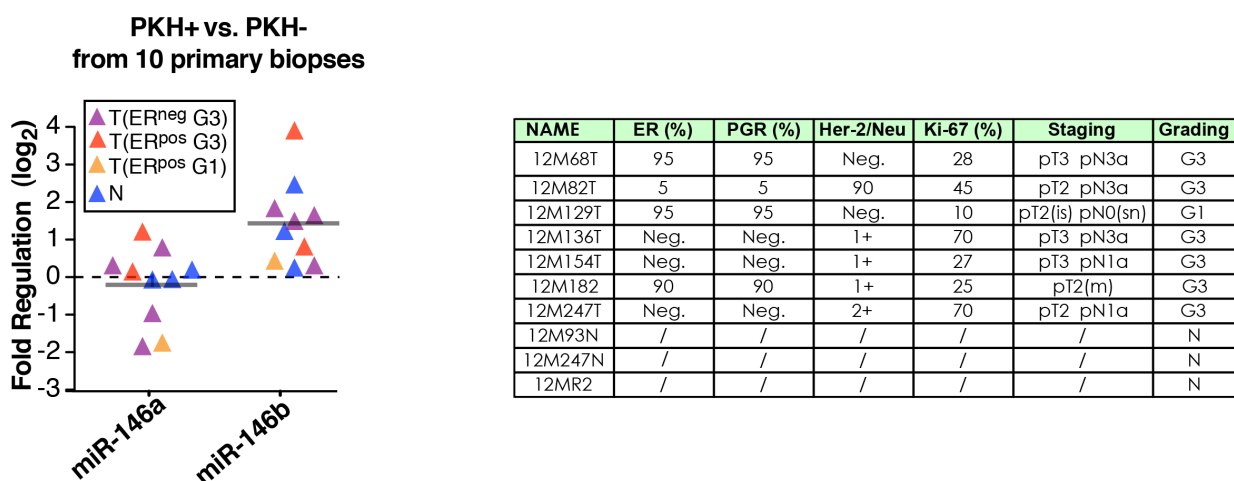 PKH+ vs. PKH-
from 10 primary biopses
Fold Regulation (log2)
T(ERneg G3)
T(ERpos G3)
T(ERpos G1)
N
4
3
2
1
0
-1
-2
-3
miR-146a
miR-146b
NAME ER (%) PGR (%) Her-2/Neu Ki-67 (%) Staging Grading
12M68T 95 95 Neg. 28 pT3 pN3a G3
12M82T 5 5 90 45 pT2 pN3a G3
12M129T 95 95 Neg. 10 pT2(is) pN0(sn) G1
12M136T Neg. Neg. 1+ 70 pT3 pN3a G3
12M154T Neg. Neg. 1+ 27 pT3 pN1a G3
12M182 90 90 1+ 25 pT2(m) G3
12M247T Neg. Neg. 2+ 70 pT2 pN1a G3
12M93N / / / / / N
12M247N / / / / / N
12MR2 / / / / / N